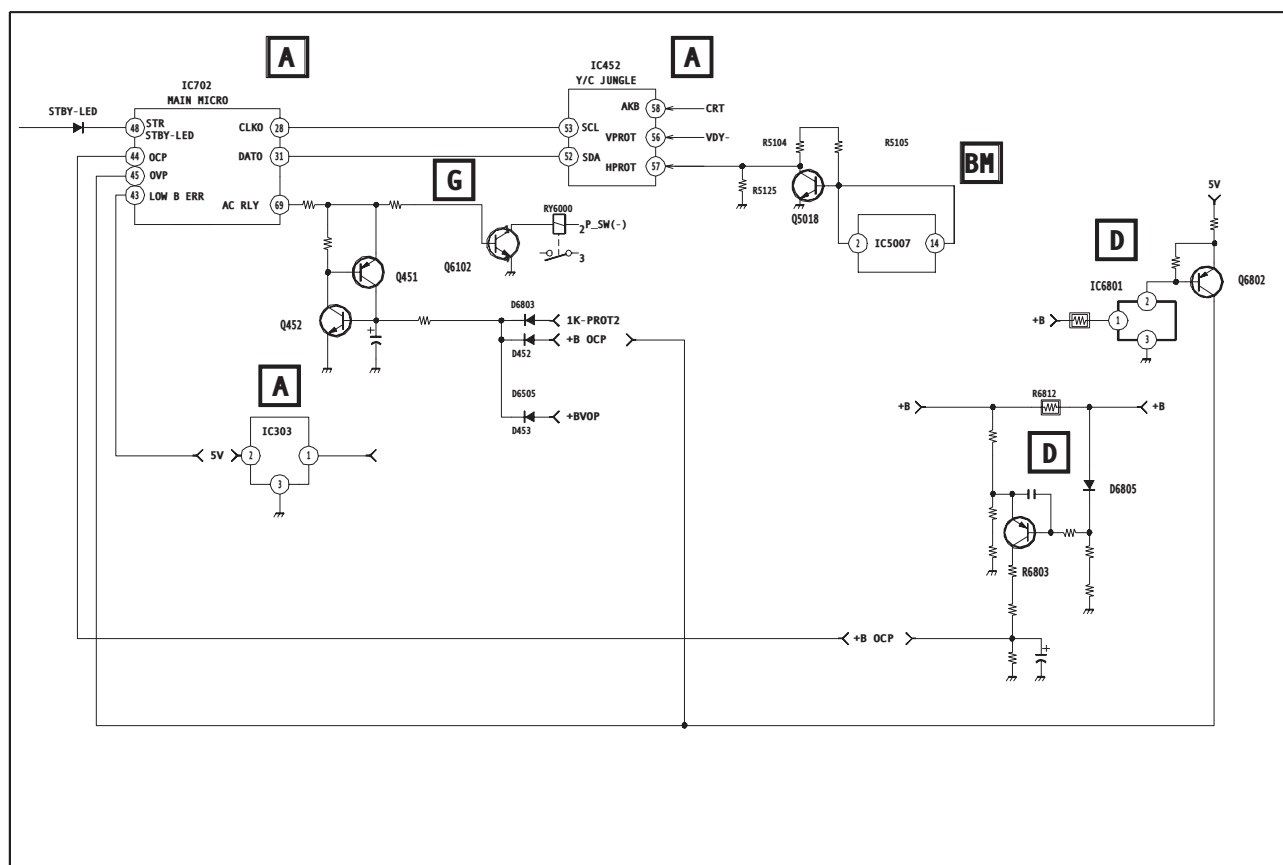 A
A
IC702
MAIN MICRO
IC452
Y/C JUNGLE
STBY-LED
48
STR
STBY-LED
CLKO
28
53
SCL
AKB
58
CRT
44
OCP
DATO
31
52
SDA
VPROT
56
VDY-
45
OVP
HPROT
57
R5104
R5105
BM
43
LOW B ERR
AC RLY
69
G
R5125
Q5018
5V
RY6000
2
P_SW(-)
3
2
IC5007
14
D
Q451
Q6102
IC6801
2
Q6802
Q452
D6803
1K-PROT2
+B
1
3
D452
+B OCP
A
D6505
D453
+BVOP
+B
R6812
+B
IC303
5V
2
1
3
D
D6805
R6803
+B OCP